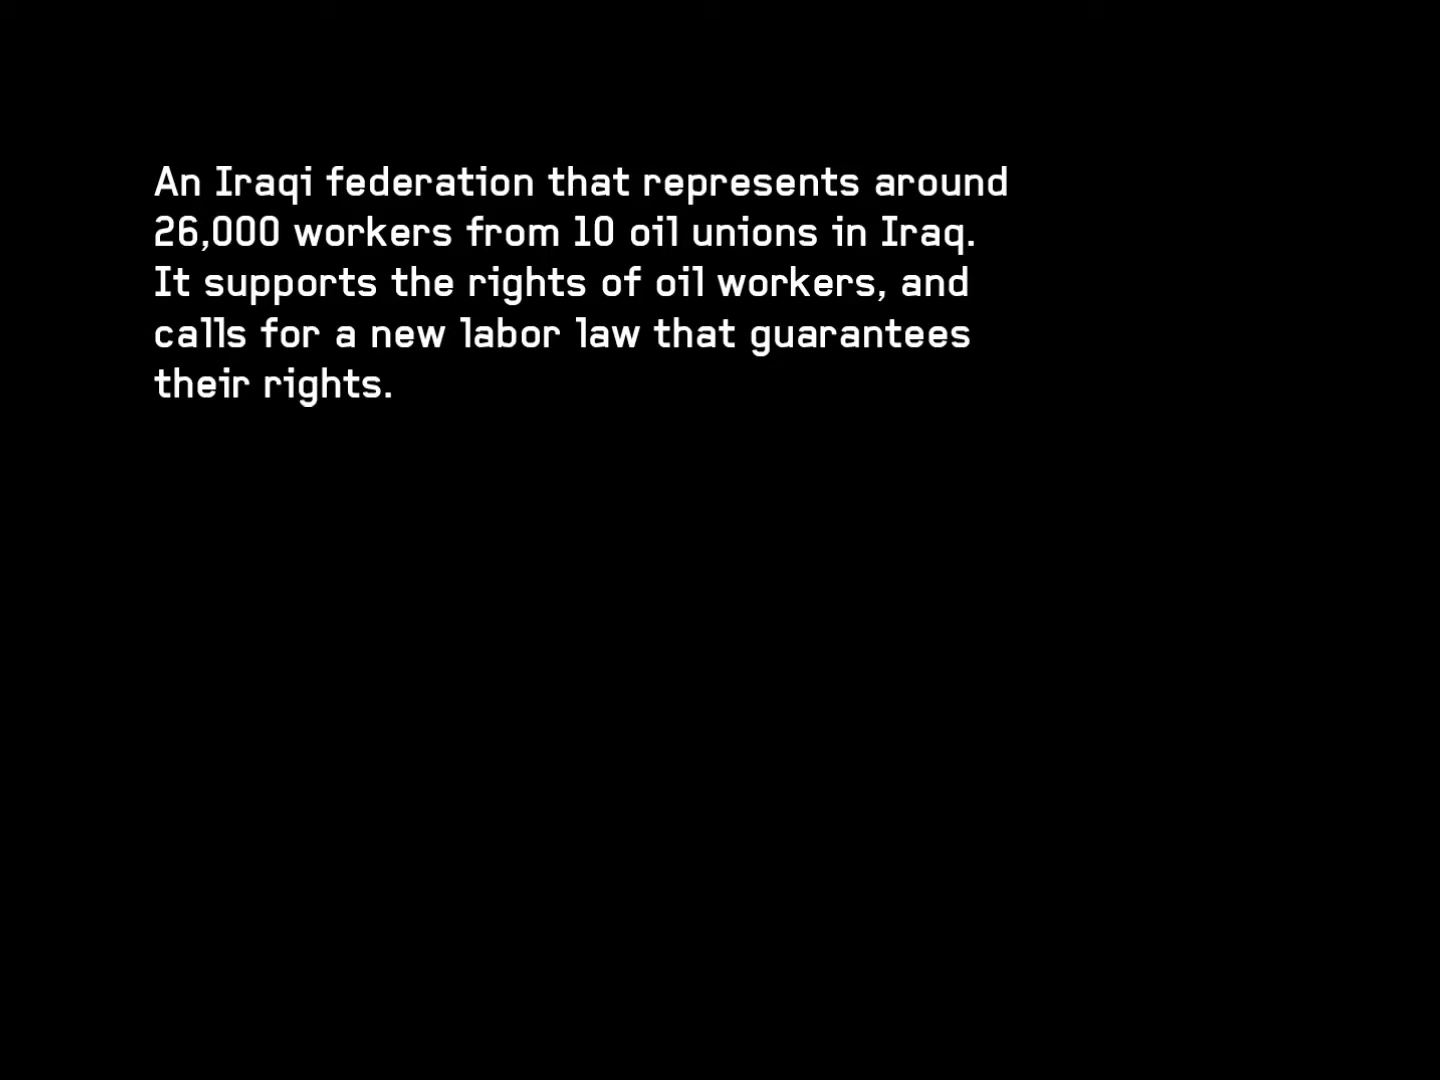 An Iraqi federation that represents around
26,000 workers from 10 oil unions in Iraq.
It supports the rights of oil workers, and
calls for a new labor law that guarantees
their rights.